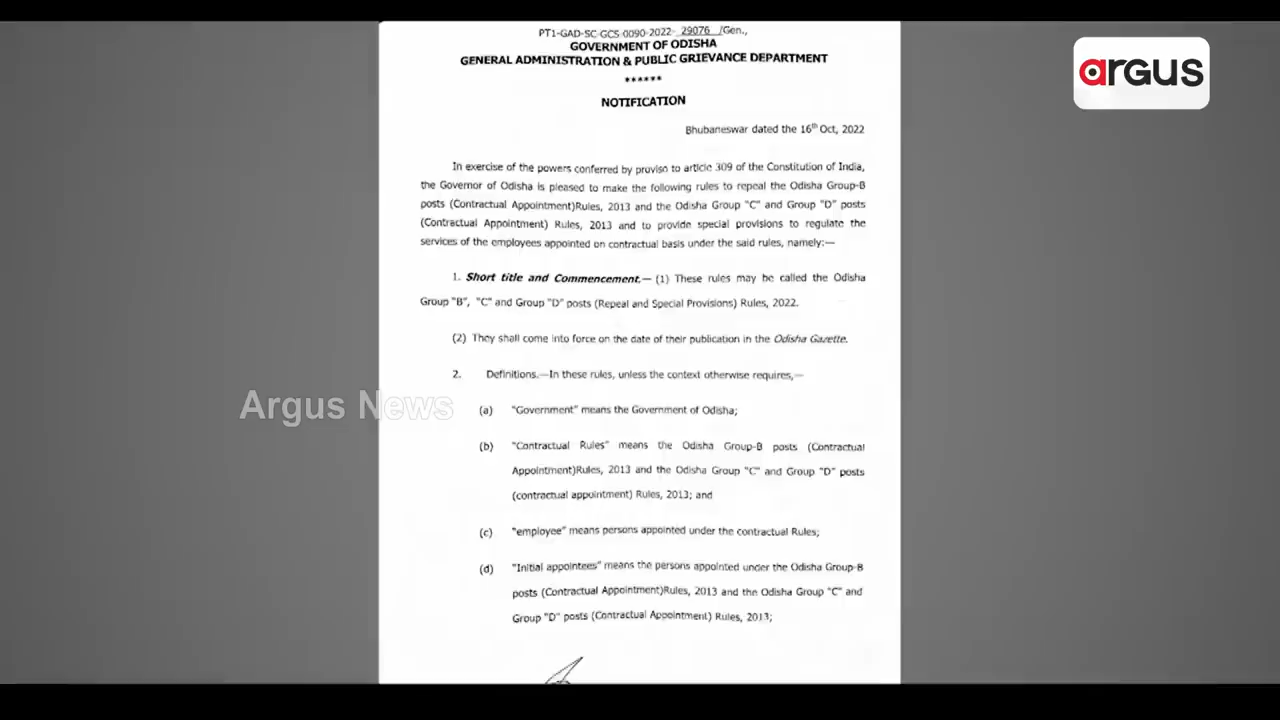 PT1-GAD-SC-GCS-0090-2022- 29076 /Gen.,
GOVERNMENT OF ODISHA
GENERAL ADMINISTRATION & PUBLIC GRIEVANCE DEPARTMENT
******
NOTIFICATION
Bhubaneswar dated the 16th Oct, 2022
In exercise of the powers conferred by proviso to article 309 of the Constitution of India,
the Governor of Odisha is pleased to make the following rules to repeal the Odisha Group-B
posts (Contractual Appointment)Rules, 2013 and the Odisha Group "C" and Group "D" posts
(Contractual Appointment) Rules, 2013 and to provide special provisions to regulate the
services of the employees appointed on contractual basis under the said rules, namely:—
1. Short title and Commencement.— (1) These rules may be called the Odisha
Group "B", "C" and Group "D" posts (Repeal and Special Provisions) Rules, 2022.
(2) They shall come into force on the date of their publication in the Odisha Gazette.
2. Definitions.—In these rules, unless the context otherwise requires,—
(a) "Government" means the Government of Odisha;
(b) "Contractual Rules" means the Odisha Group-B posts (Contractual
Appointment)Rules, 2013 and the Odisha Group "C" and Group "D" posts
(contractual appointment) Rules, 2013; and
(c) "employee" means persons appointed under the contractual Rules;
(d) "Initial appointees" means the persons appointed under the Odisha Group-B
posts (Contractual Appointment)Rules, 2013 and the Odisha Group "C" and
Group "D" posts (Contractual Appointment) Rules, 2013;
argus
Argus News